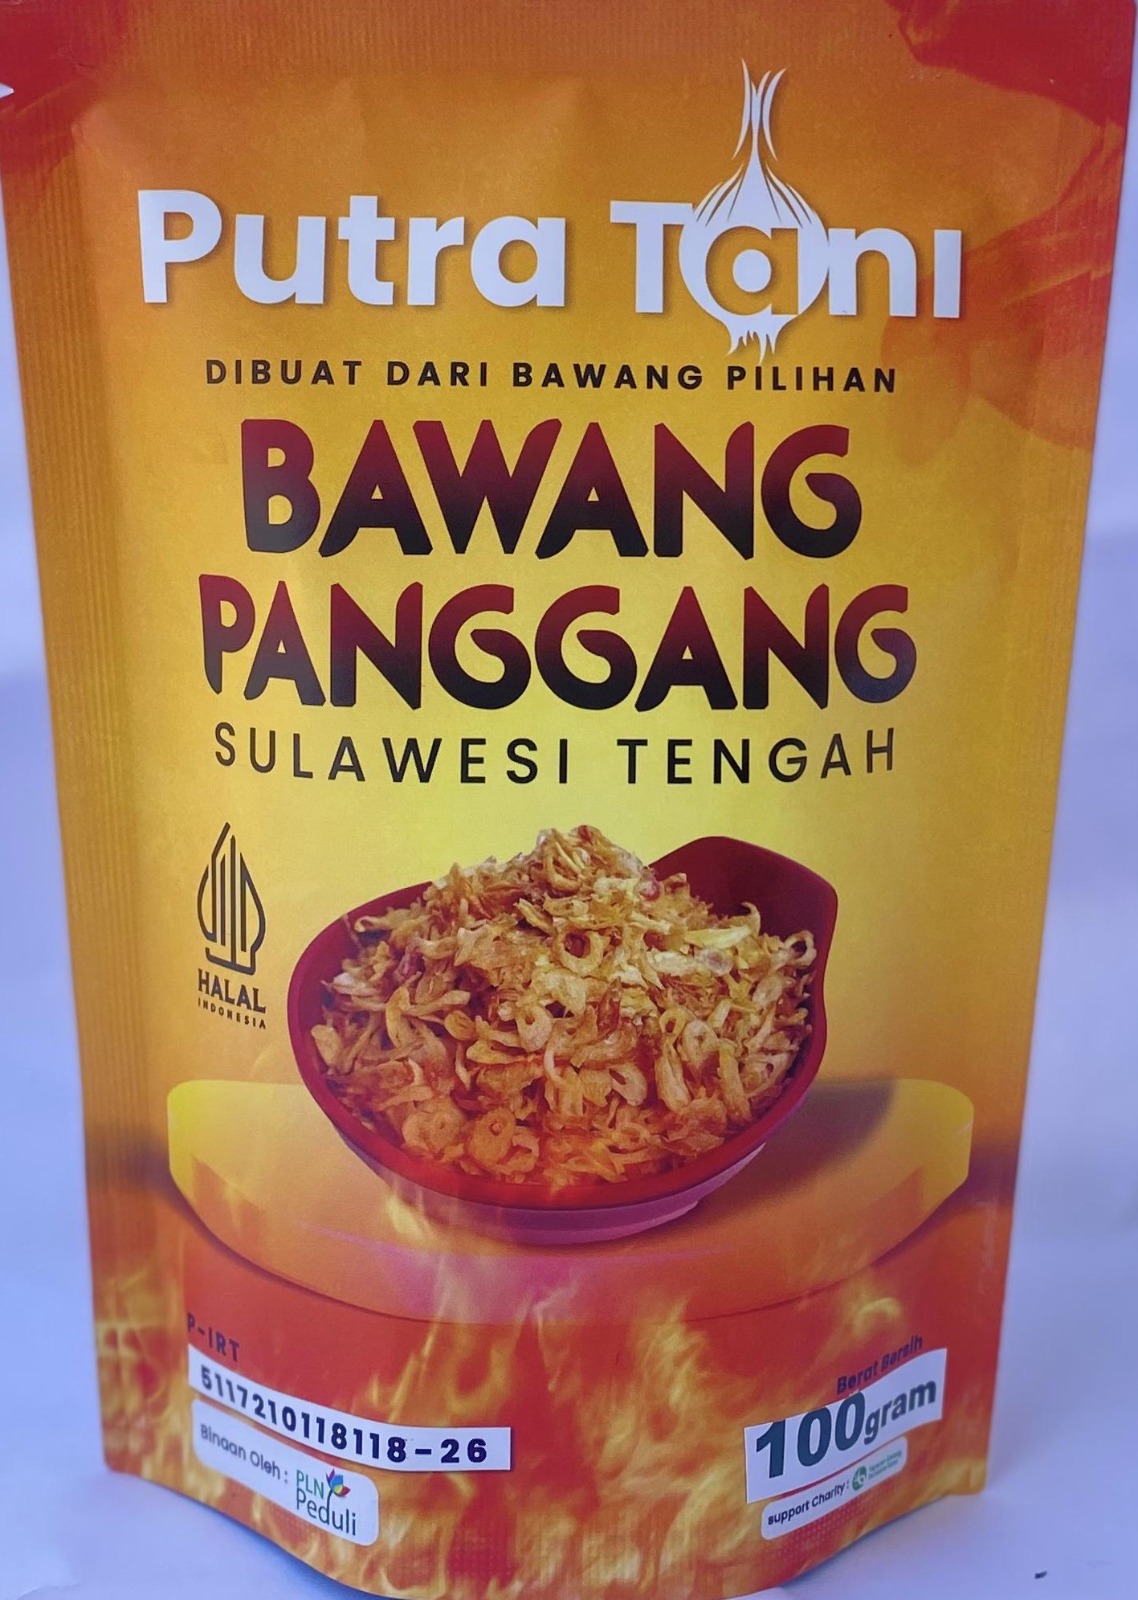 Putra Tani
DIBUAT DARI BAWANG PILIHAN
BAWANG
PANGGANG
SULAWESI TENGAH
HALAL
INDONESIA
P-IRT
5117210118118-26
Binaan Oleh :
PLN
Peduli
Berat Bersih
100gram
Support Charity :